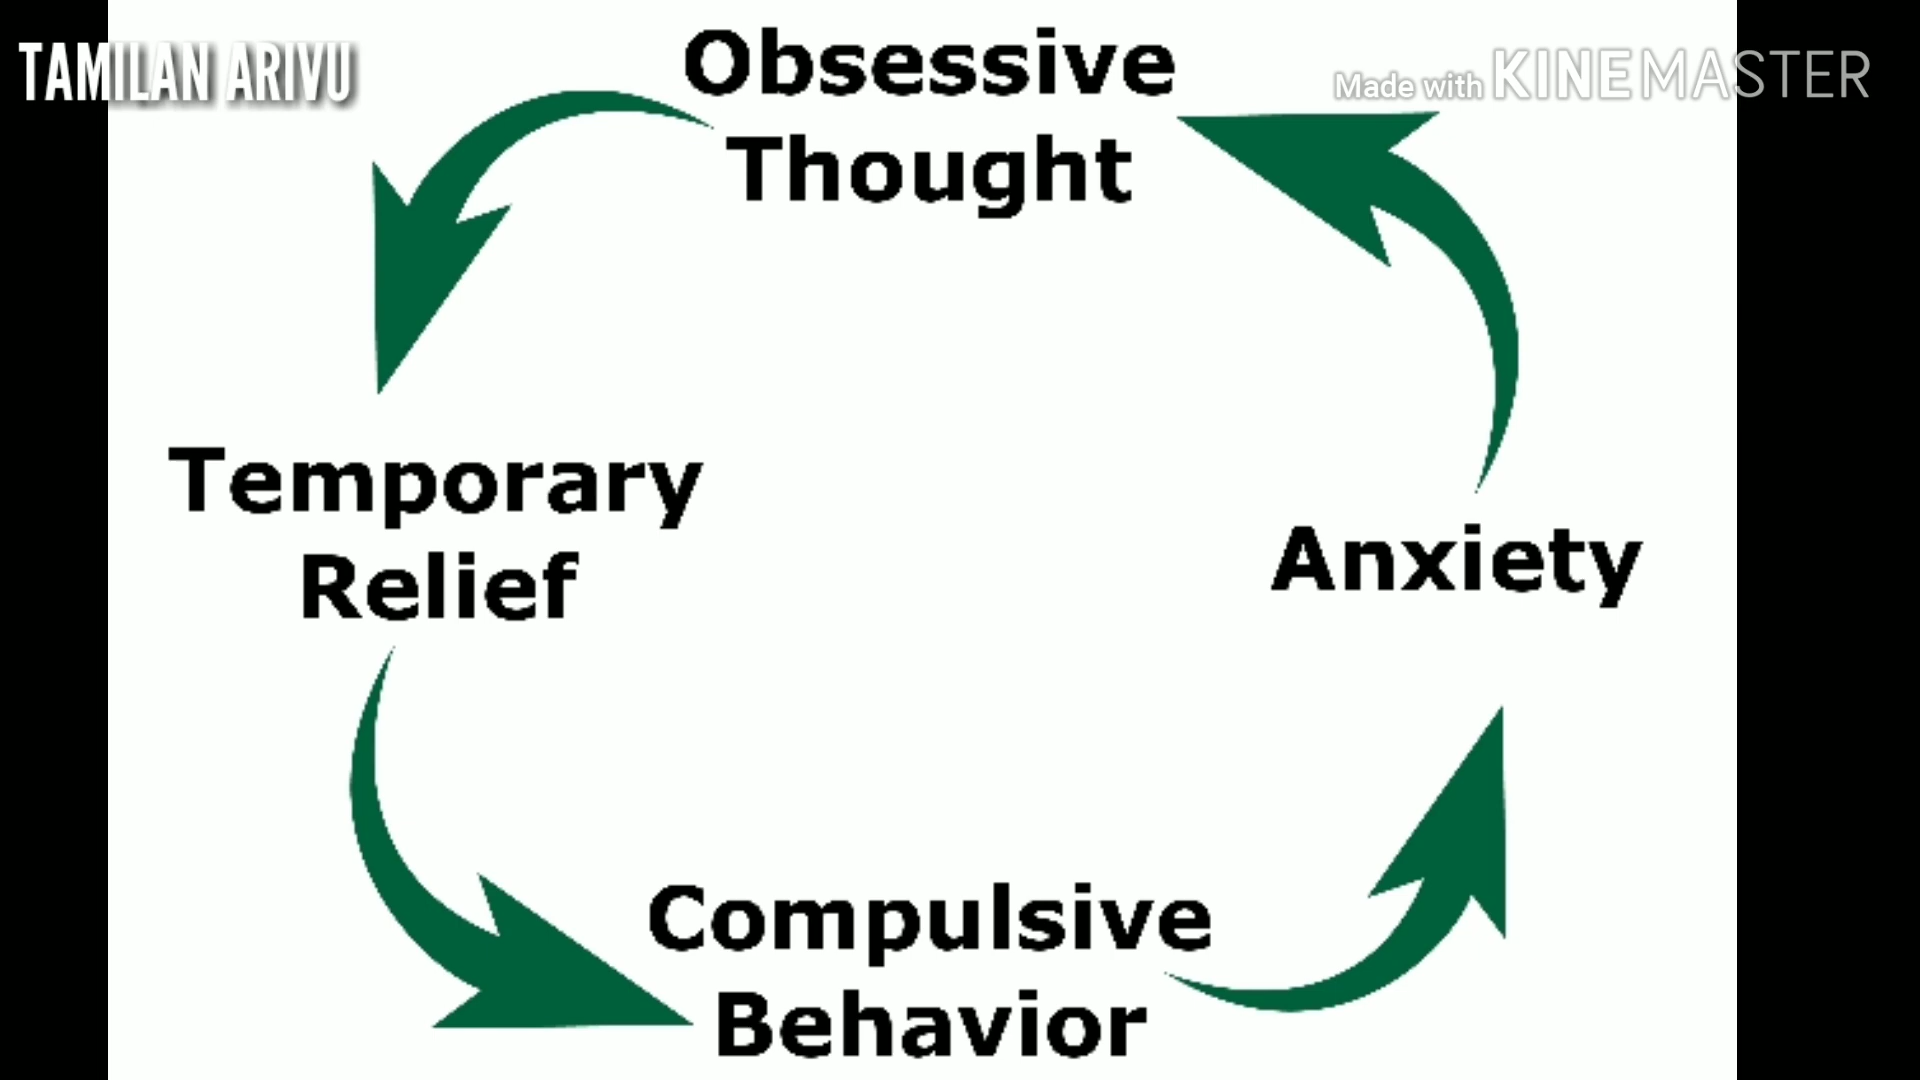 TAMILAN ARIVU
Made with KINEMASTER
Obsessive
Thought
Temporary
Relief
Anxiety
Compulsive
Behavior